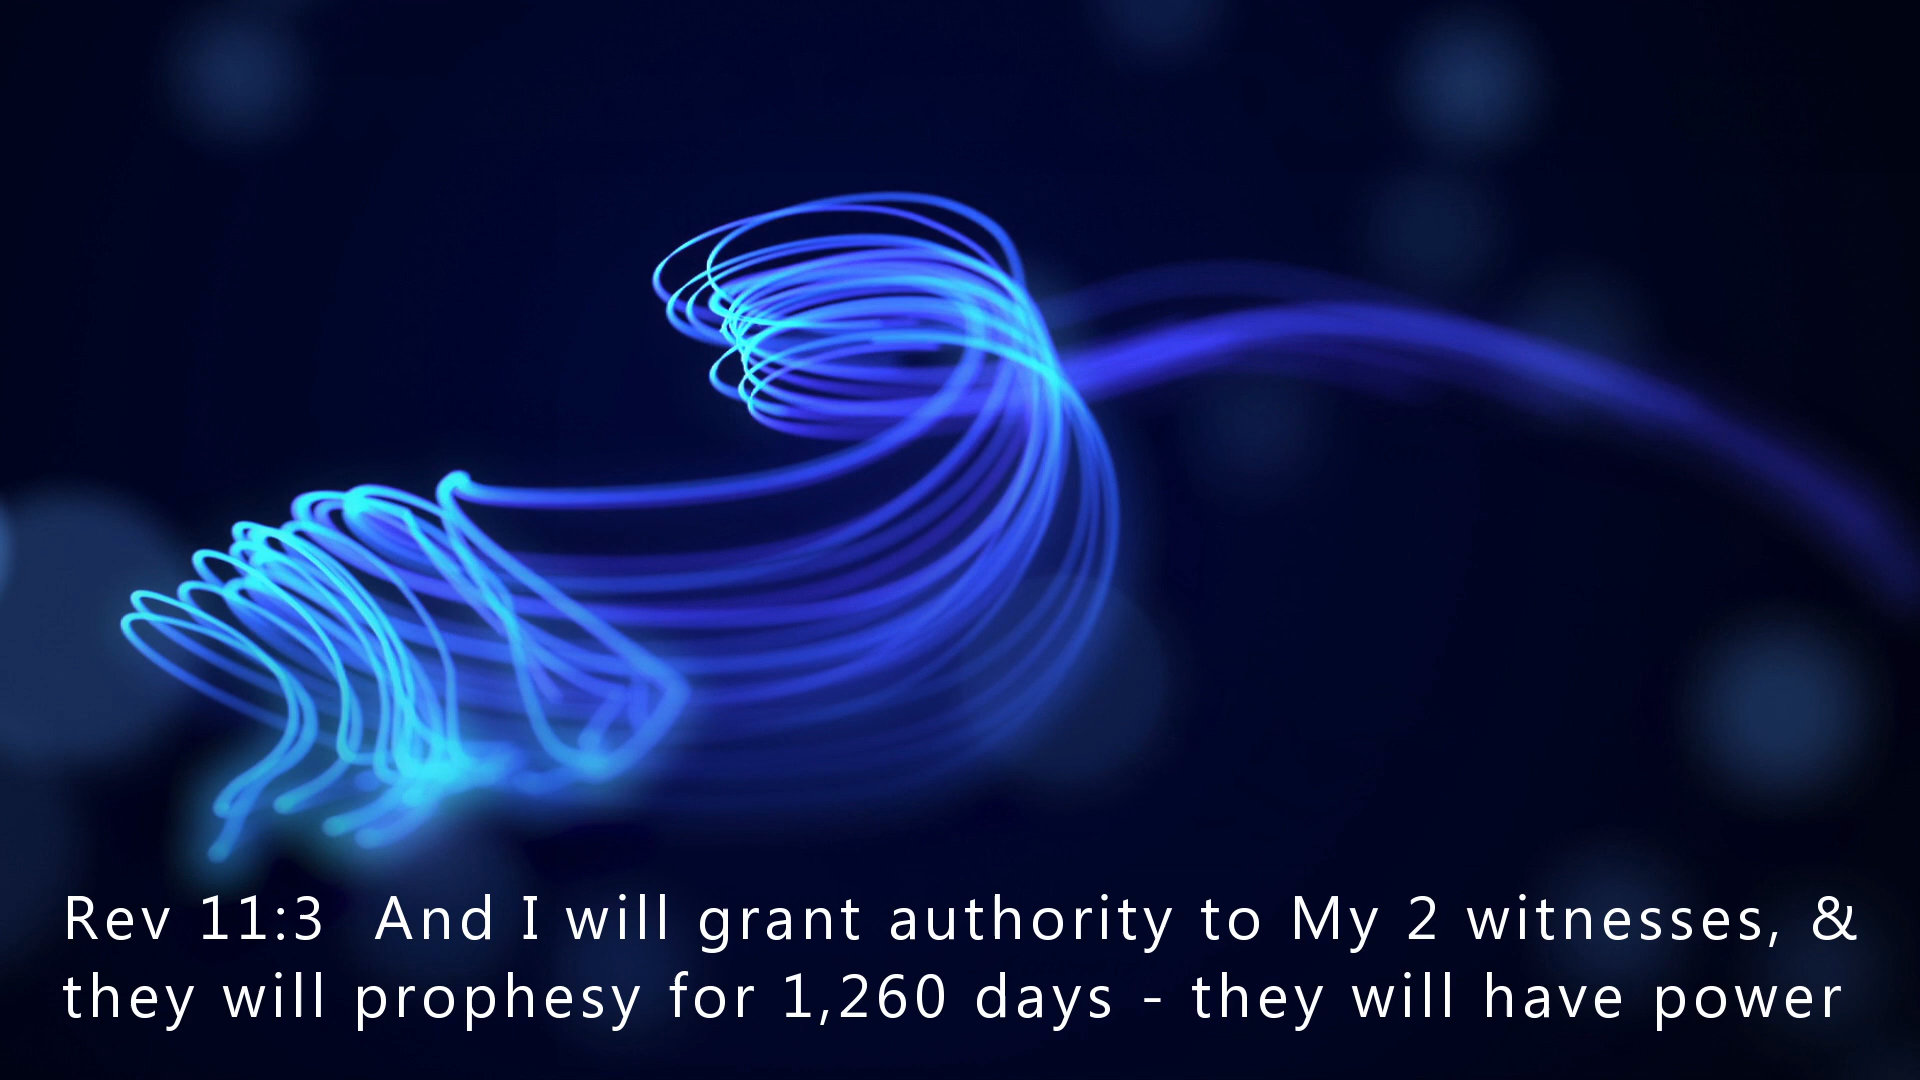 Rev 11:3  And I will grant authority to My 2 witnesses, &
they will prophesy for 1,260 days - they will have power